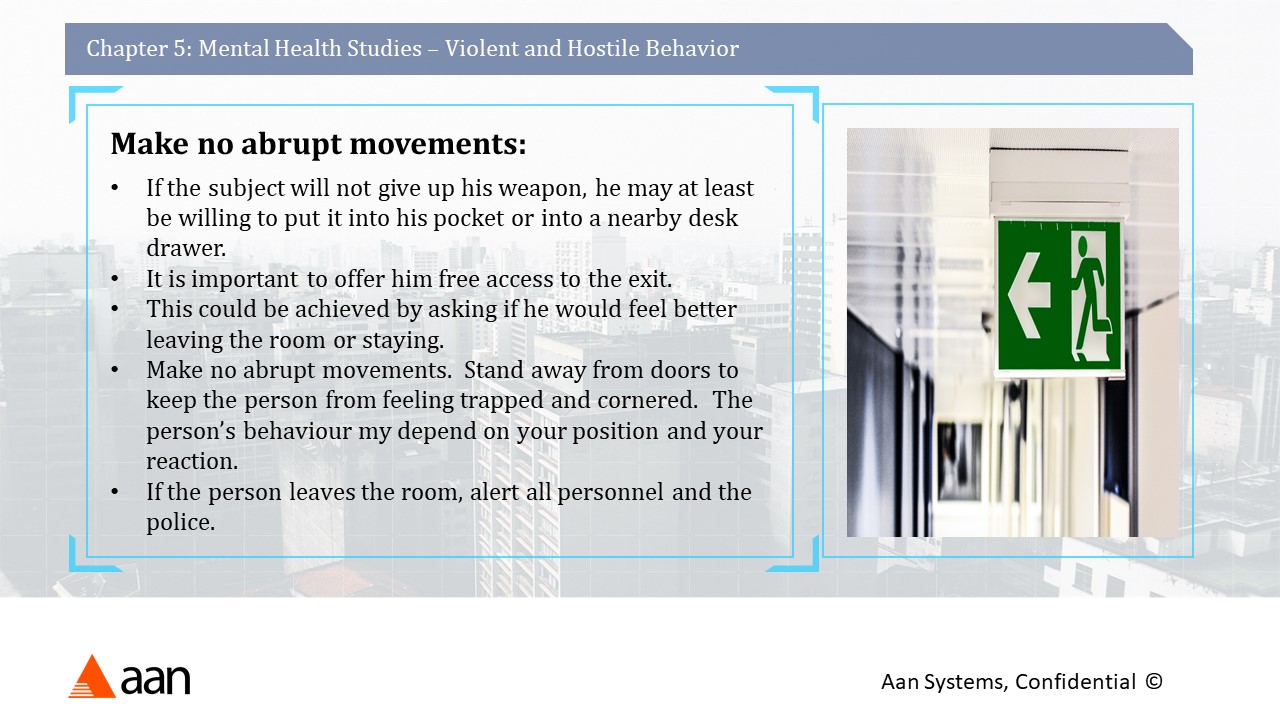 Chapter 5: Mental Health Studies – Violent and Hostile Behavior
Make no abrupt movements:
• If the subject will not give up his weapon, he may at least
be willing to put it into his pocket or into a nearby desk
drawer.
• It is important to offer him free access to the exit.
• This could be achieved by asking if he would feel better
leaving the room or staying.
• Make no abrupt movements.  Stand away from doors to
keep the person from feeling trapped and cornered.  The
person’s behaviour my depend on your position and your
reaction.
• If the person leaves the room, alert all personnel and the
police.
aan
Aan Systems, Confidential ©